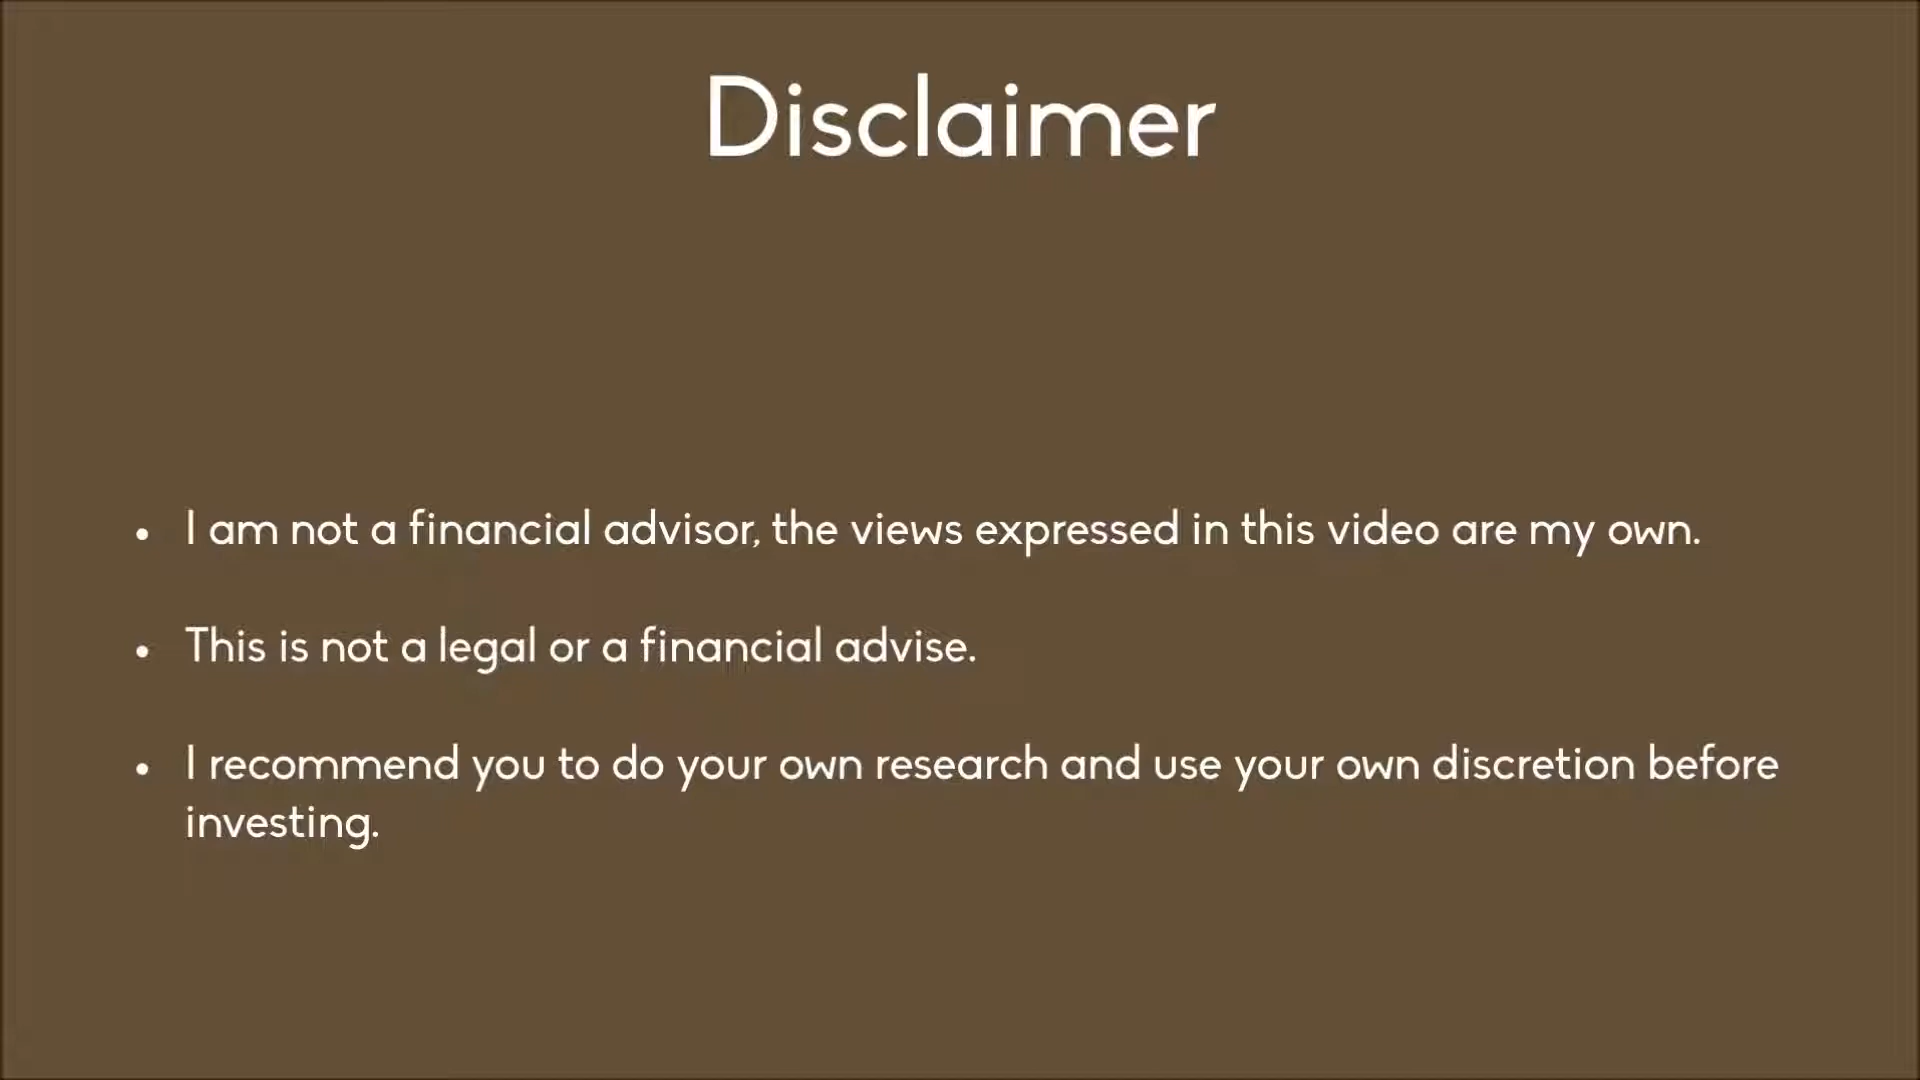 Disclaimer
• I am not a financial advisor, the views expressed in this video are my own.
• This is not a legal or a financial advise.
• I recommend you to do your own research and use your own discretion before
investing.